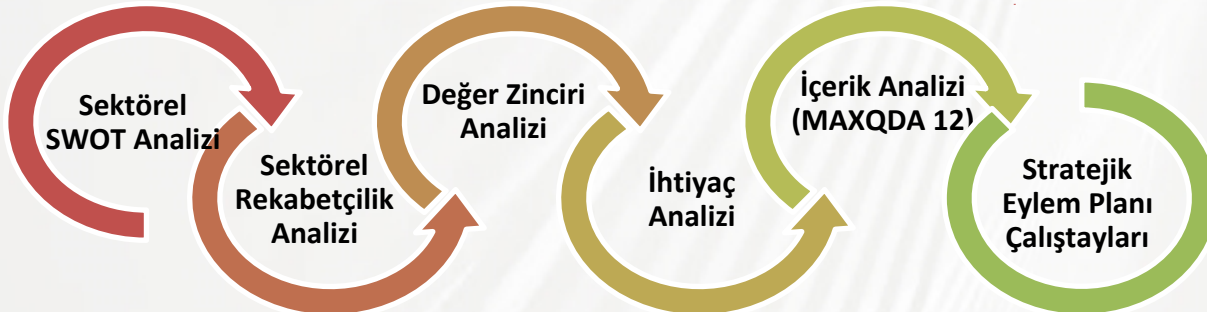 Sektörel
SWOT Analizi
Sektörel
Rekabetçilik
Analizi
Değer Zinciri
Analizi
İhtiyaç
Analizi
İçerik Analizi
(MAXQDA 12)
Stratejik
Eylem Planı
Çalıştayları